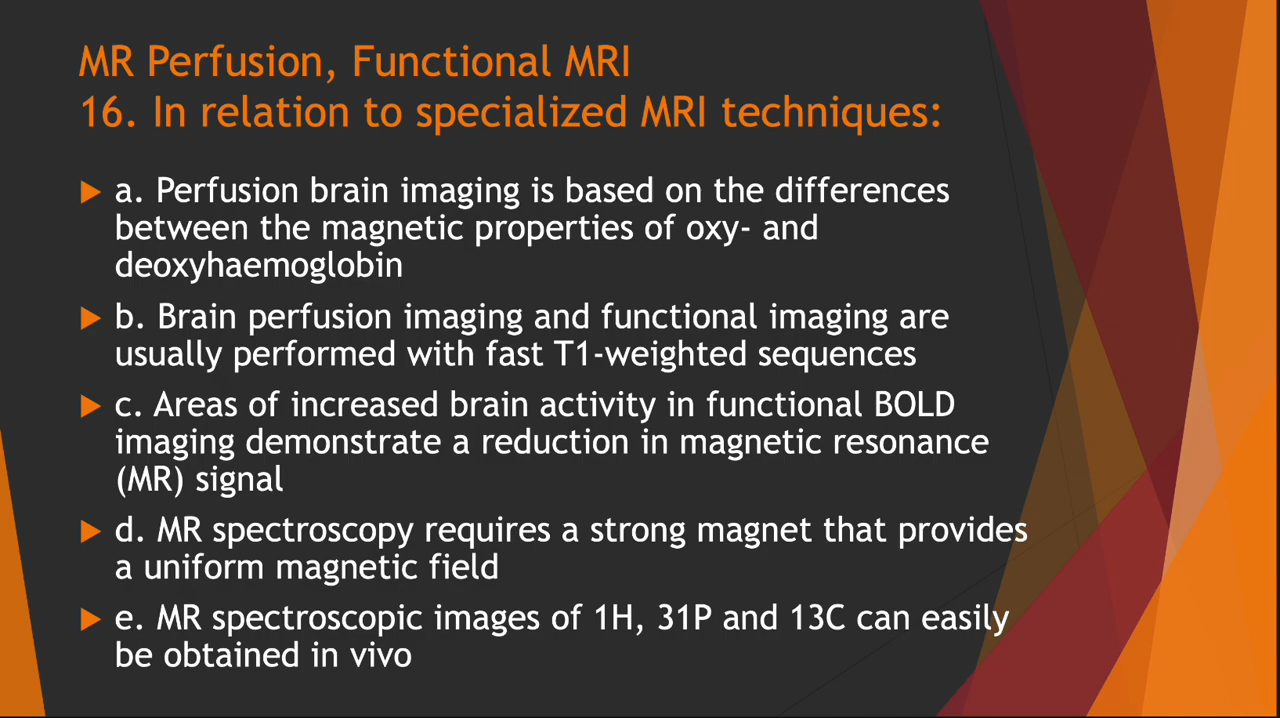 MR Perfusion, Functional MRI
16. In relation to specialized MRI techniques:
a. Perfusion brain imaging is based on the differences
between the magnetic properties of oxy- and
deoxyhaemoglobin
b. Brain perfusion imaging and functional imaging are
usually performed with fast T1-weighted sequences
c. Areas of increased brain activity in functional BOLD
imaging demonstrate a reduction in magnetic resonance
(MR) signal
d. MR spectroscopy requires a strong magnet that provides
a uniform magnetic field
e. MR spectroscopic images of 1H, 31P and 13C can easily
be obtained in vivo